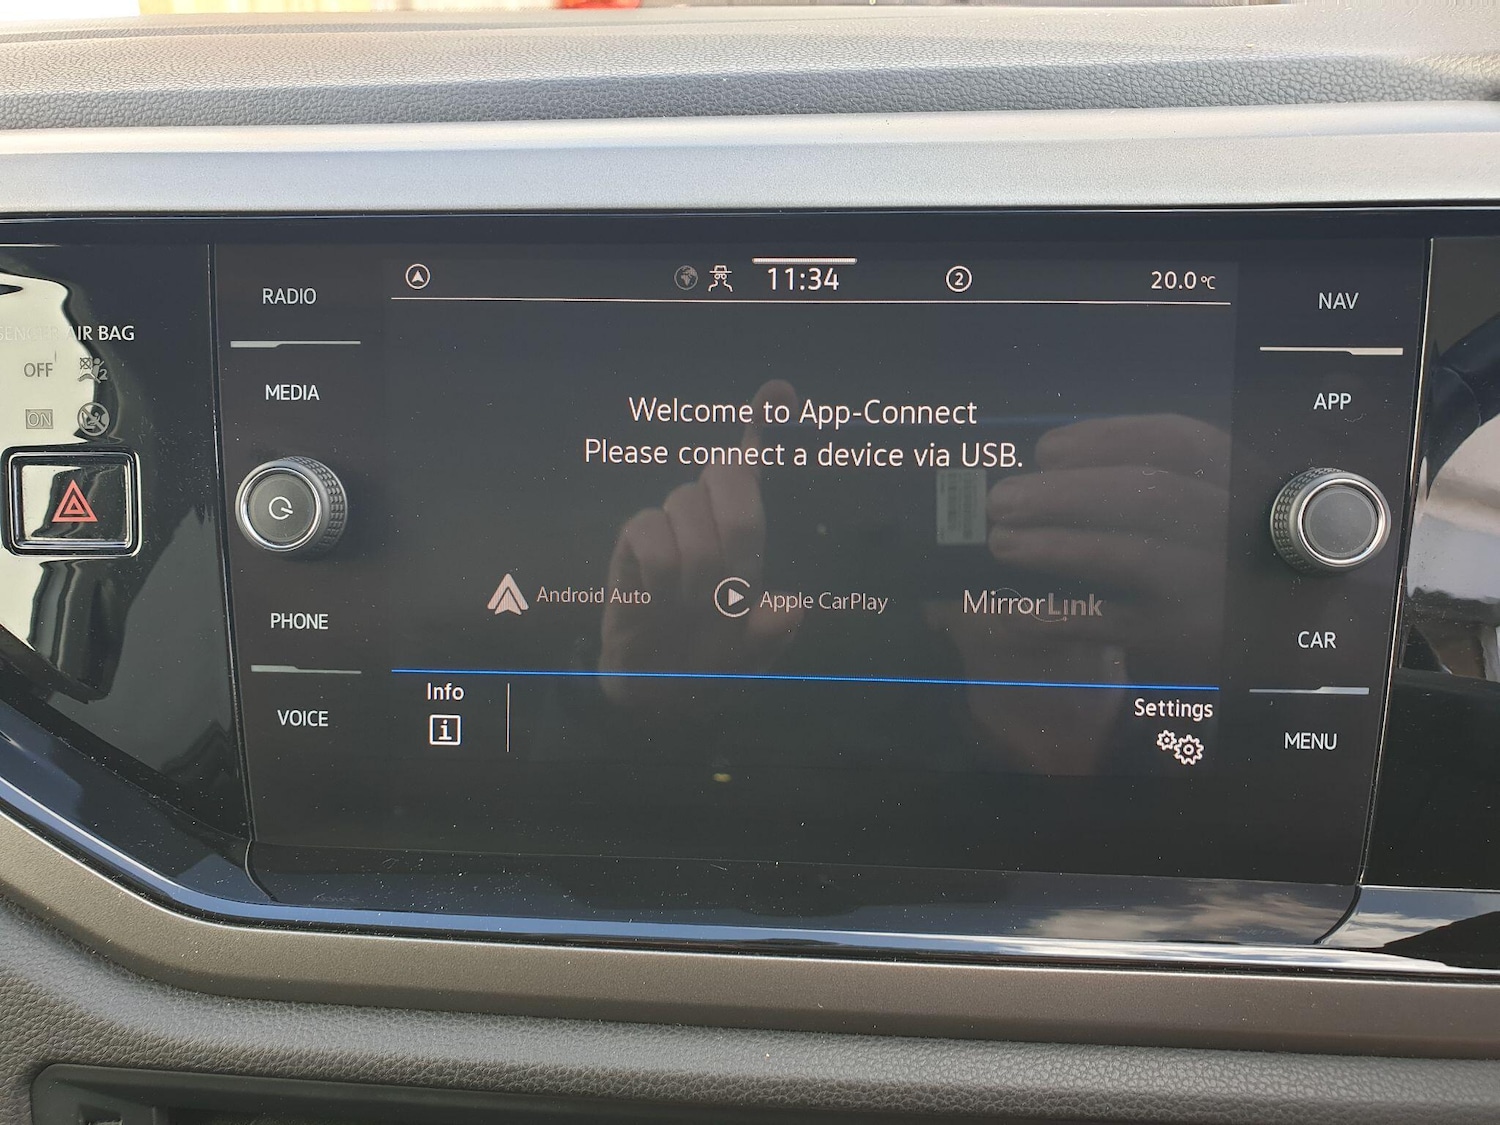 11:34
2
20.0°C
RADIO
MEDIA
PHONE
VOICE
NAV
APP
CAR
MENU
AIR BAG
OFF
ON
2
Welcome to App-Connect
Please connect a device via USB.
Android Auto
Apple CarPlay
MirrorLink
Info
i
Settings